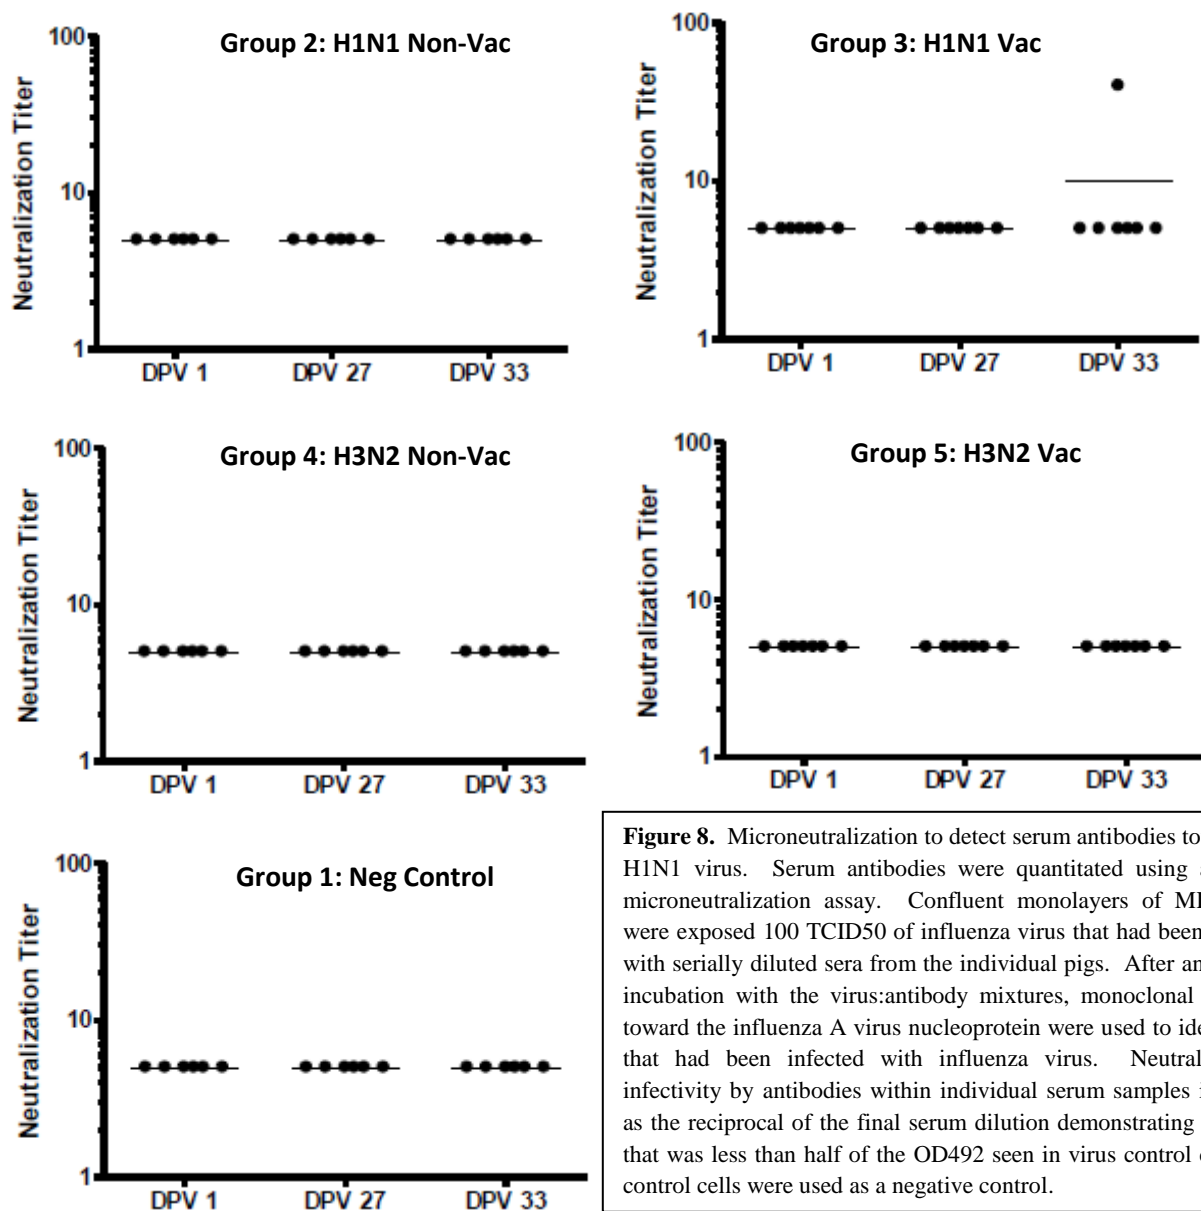 Group 2: H1N1 Non-Vac
Neutralization Titer
100
10
1
DPV 1 DPV 27 DPV 33
Group 3: H1N1 Vac
Neutralization Titer
100
10
1
DPV 1 DPV 27 DPV 33
Group 4: H3N2 Non-Vac
Neutralization Titer
100
10
1
DPV 1 DPV 27 DPV 33
Group 5: H3N2 Vac
Neutralization Titer
100
10
1
DPV 1 DPV 27 DPV 33
Group 1: Neg Control
Neutralization Titer
100
10
1
DPV 1 DPV 27 DPV 33
Figure 8. Microneutralization to detect serum antibodies to
H1N1 virus. Serum antibodies were quantitated using
microneutralization assay. Confluent monolayers of
were exposed 100 TCID50 of influenza virus that had been
with serially diluted sera from the individual pigs. After an
incubation with the virus:antibody mixtures, monoclonal
toward the influenza A virus nucleoprotein were used to
that had been infected with influenza virus.
infectivity by antibodies within individual serum samples
as the reciprocal of the final serum dilution demonstrating
that was less than half of the OD492 seen in virus control
control cells were used as a negative control.